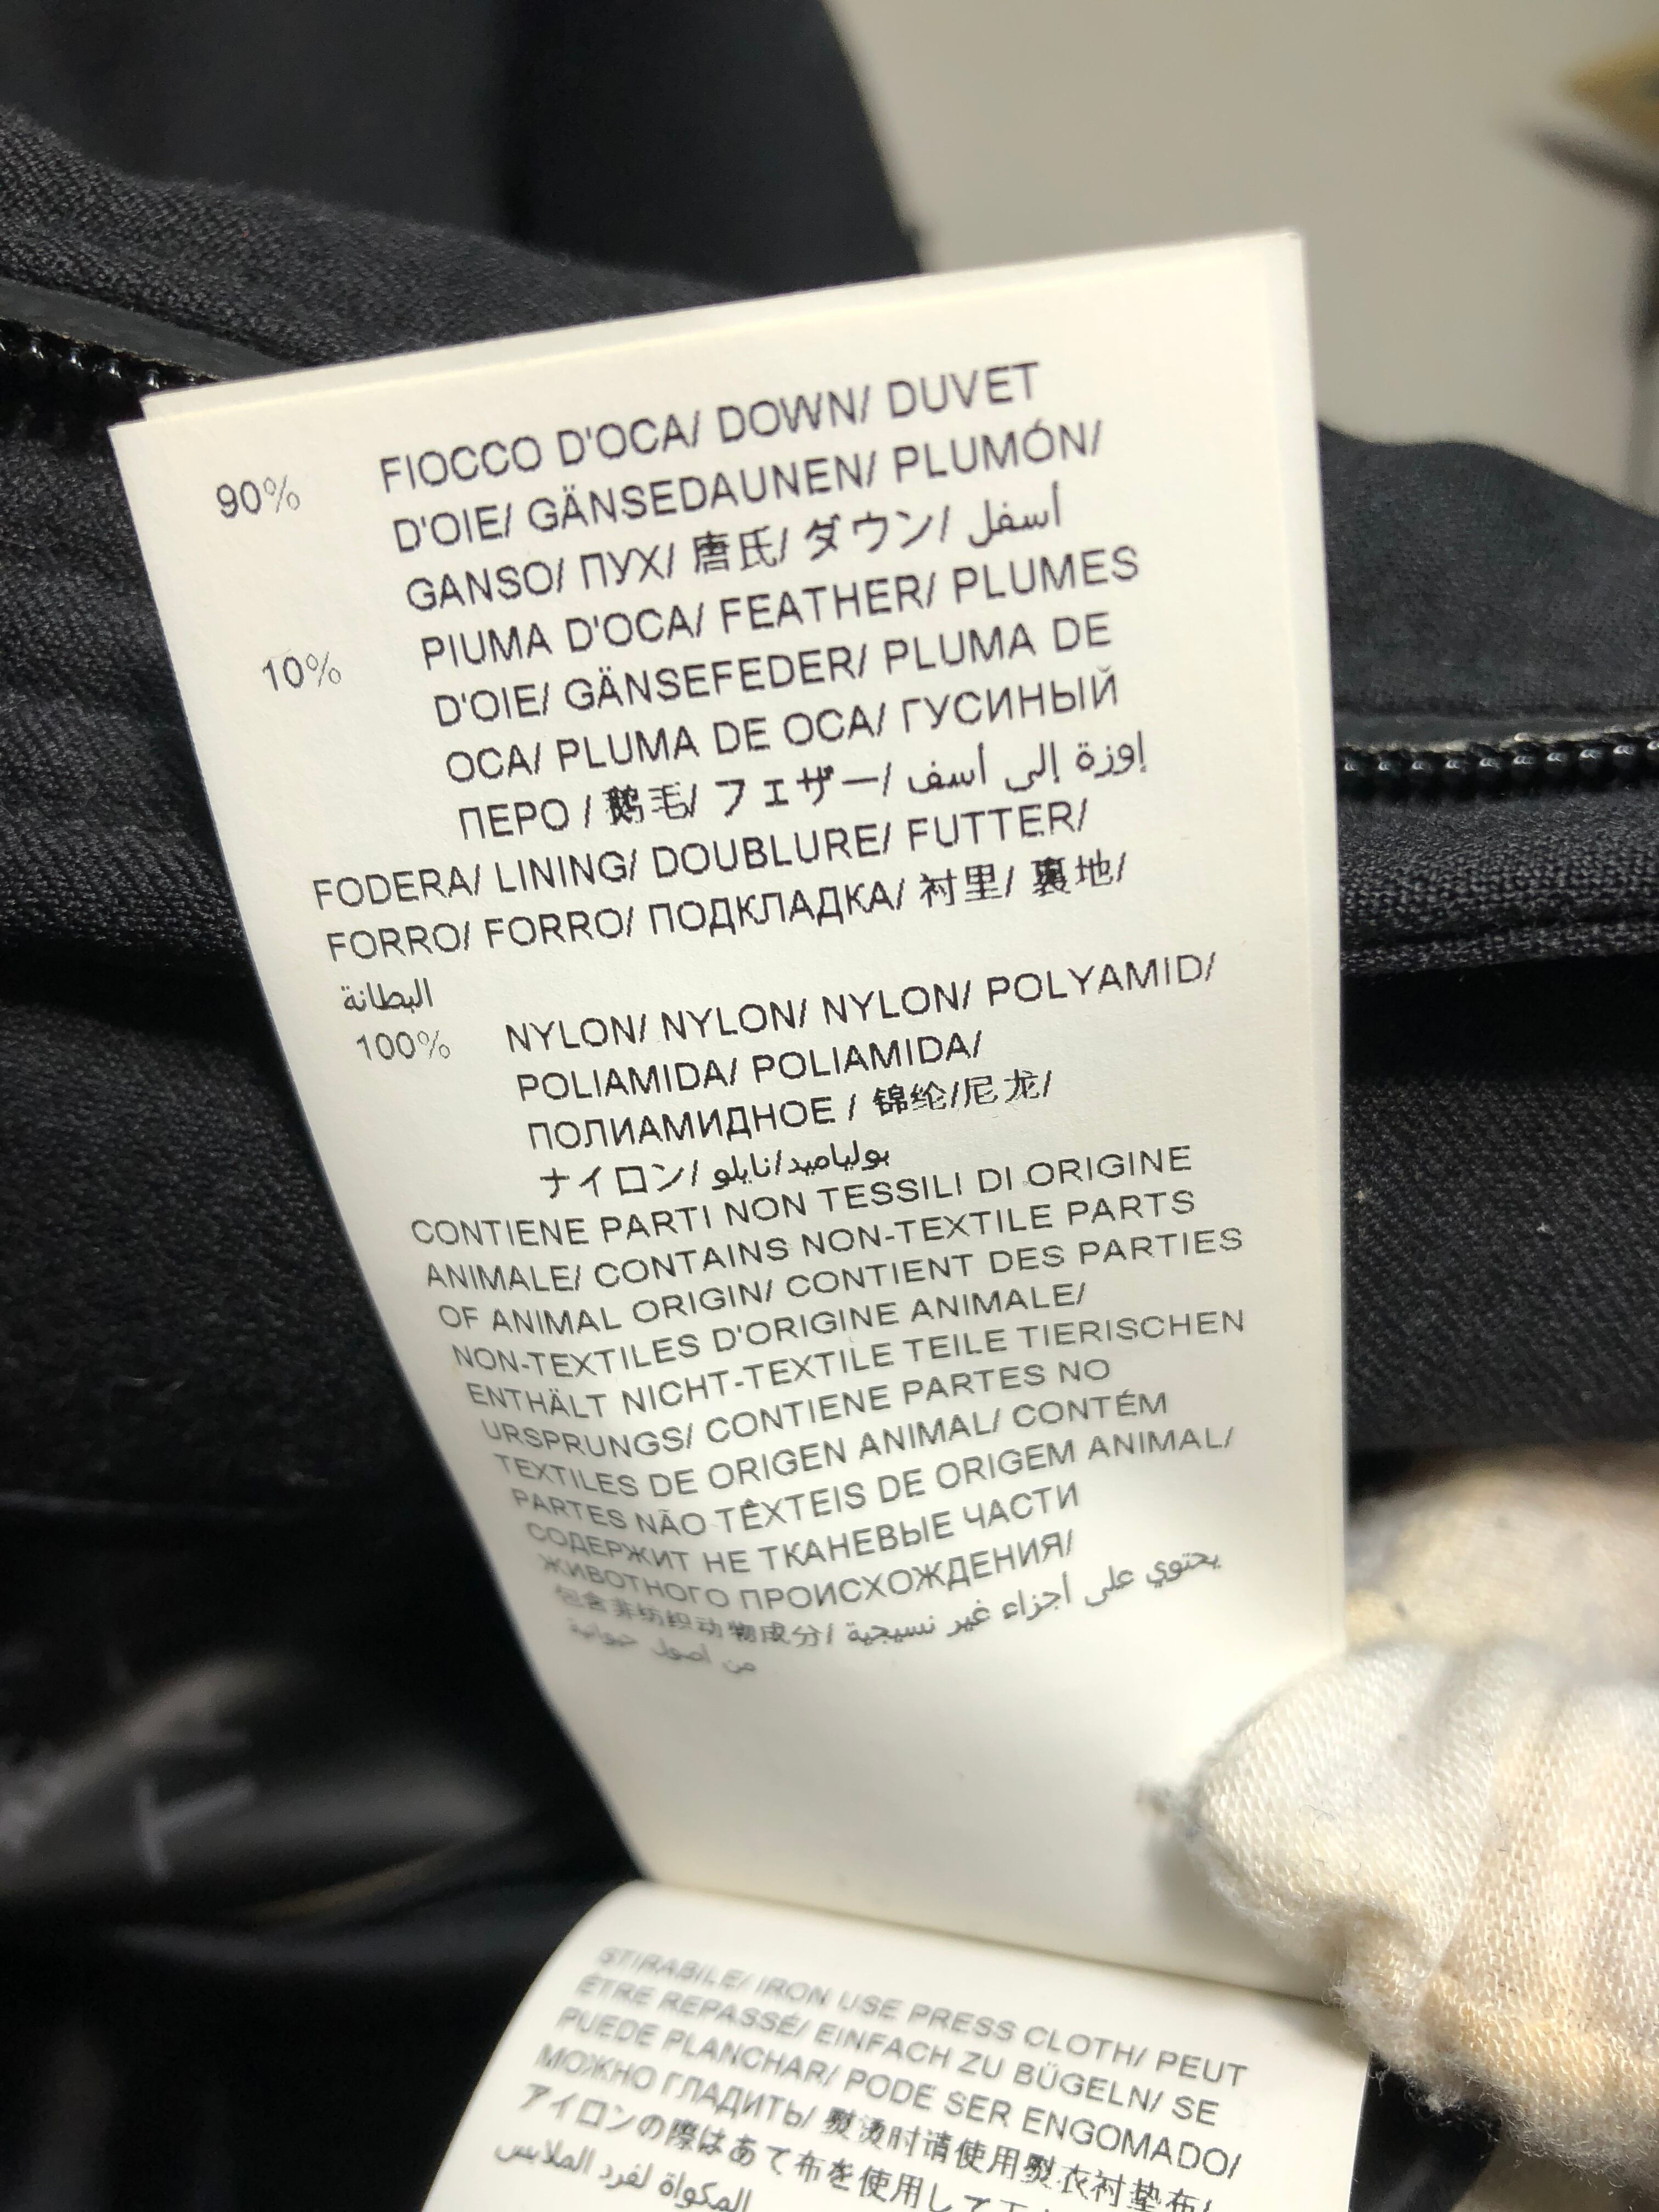 90% FIOCCO D'OCA/ DOWN/ DUVET
D'OIE/ GÄNSEDAUNEN/ PLUMÓN/
GANSO/ ПУХ/ 唐氏/ ダウン/ أسفل
10% PIUMA D'OCA/ FEATHER/ PLUMES
D'OIE/ GÄNSEFEDER/ PLUMA DE
OCA/ PLUMA DE OCA/ ГУСИНЫЙ
ПЕРО / 鹅毛/ フェザー/ إوزة إلى أسف
FODERA/ LINING/ DOUBLURE/ FUTTER/
FORRO/ FORRO/ ПОДКЛАДКА/ 衬里/ 裏地/
البطانة
100% NYLON/ NYLON/ NYLON/ POLYAMID/
POLIAMIDA/ POLIAMIDA/
ПОЛИАМИДНОЕ / 锦纶/尼龙/
ナイロン/ بولياميد/نايلو
CONTIENE PARTI NON TESSILI DI ORIGINE
ANIMALE/ CONTAINS NON-TEXTILE PARTS
OF ANIMAL ORIGIN/ CONTIENT DES PARTIES
NON-TEXTILES D'ORIGINE ANIMALE/
ENTHÄLT NICHT-TEXTILE TEILE TIERISCHEN
URSPRUNGS/ CONTIENE PARTES NO
TEXTILES DE ORIGEN ANIMAL/ CONTÉM
PARTES NÃO TÊXTEIS DE ORIGEM ANIMAL/
СОДЕРЖИТ НЕ ТКАНЕВЫЕ ЧАСТИ
ЖИВОТНОГО ПРОИСХОЖДЕНИЯ/
包含非纺织动物成分/ يحتوي على أجزاء غير نسيجية
من أصول حيوانية
STIRABILE/ IRON USE PRESS CLOTH/ PEUT
ÊTRE REPASSÉ/ EINFACH ZU BÜGELN/ SE
PUEDE PLANCHAR/ PODE SER ENGOMADO/
МОЖНО ГЛАДИТЬ/ 熨烫时请使用熨衣衬垫布/
アイロンの際はあて布を使用して下
المكواة لفرد الملابس